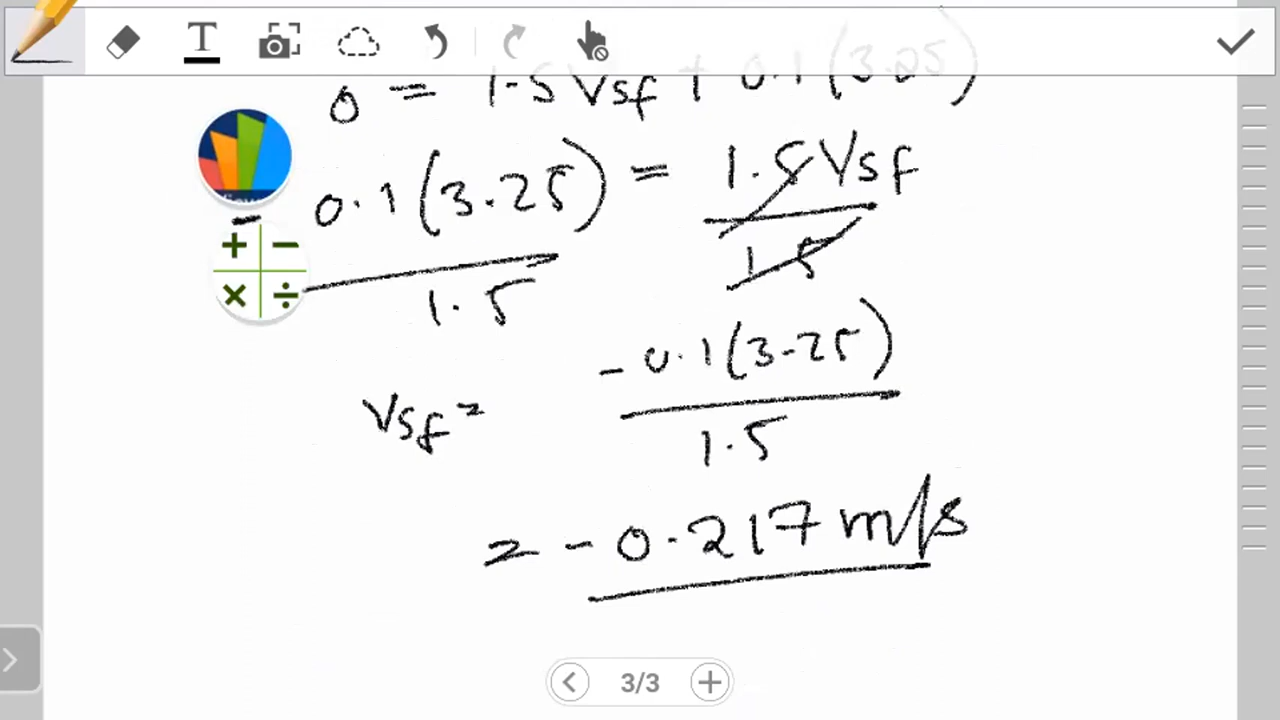 T
0 = 1.5 Vsf + 0.1 (3.25)
- 0.1 (3.25) = 1.5 Vsf
1.5 1.5
+ -
× ÷
- 0.1 (3.25)
Vsf =
1.5
= - 0.217 m/s
3/3